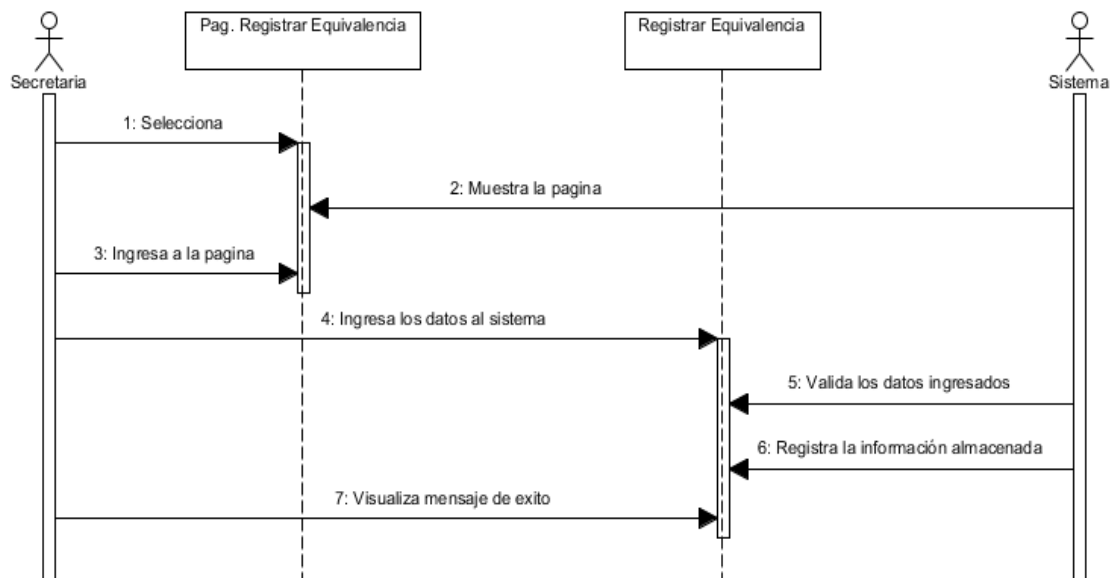 Pag. Registrar Equivalencia
Registrar Equivalencia
Secretaria
Sistema
1: Selecciona
2: Muestra la pagina
3: Ingresa a la pagina
4: Ingresa los datos al sistema
5: Valida los datos ingresados
6: Registra la información almacenada
7: Visualiza mensaje de exito